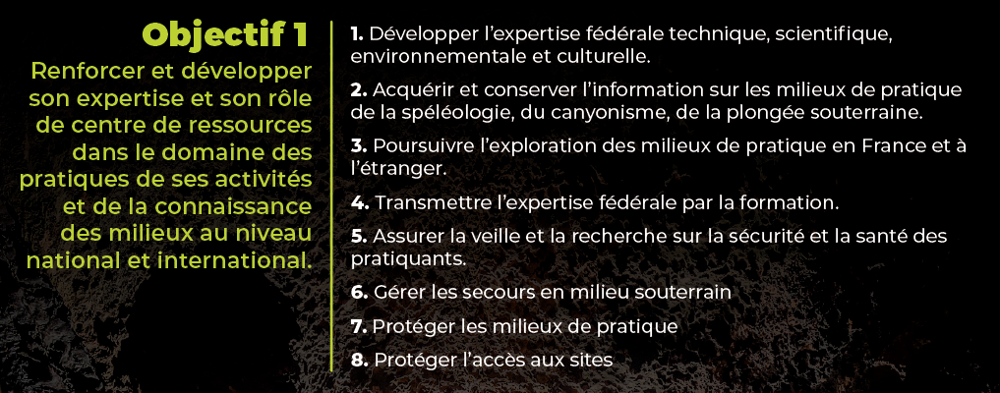 Objectif 1
Renforcer et développer
son expertise et son rôle
de centre de ressources
dans le domaine des
pratiques de ses activités
et de la connaissance
des milieux au niveau
national et international.
1. Développer l'expertise fédérale technique, scientifique,
environnementale et culturelle.
2. Acquérir et conserver l'information sur les milieux de pratique
de la spéléologie, du canyonisme, de la plongée souterraine.
3. Poursuivre l'exploration des milieux de pratique en France et à
l'étranger.
4. Transmettre l'expertise fédérale par la formation.
5. Assurer la veille et la recherche sur la sécurité et la santé des
pratiquants.
6. Gérer les secours en milieu souterrain
7. Protéger les milieux de pratique
8. Protéger l'accès aux sites